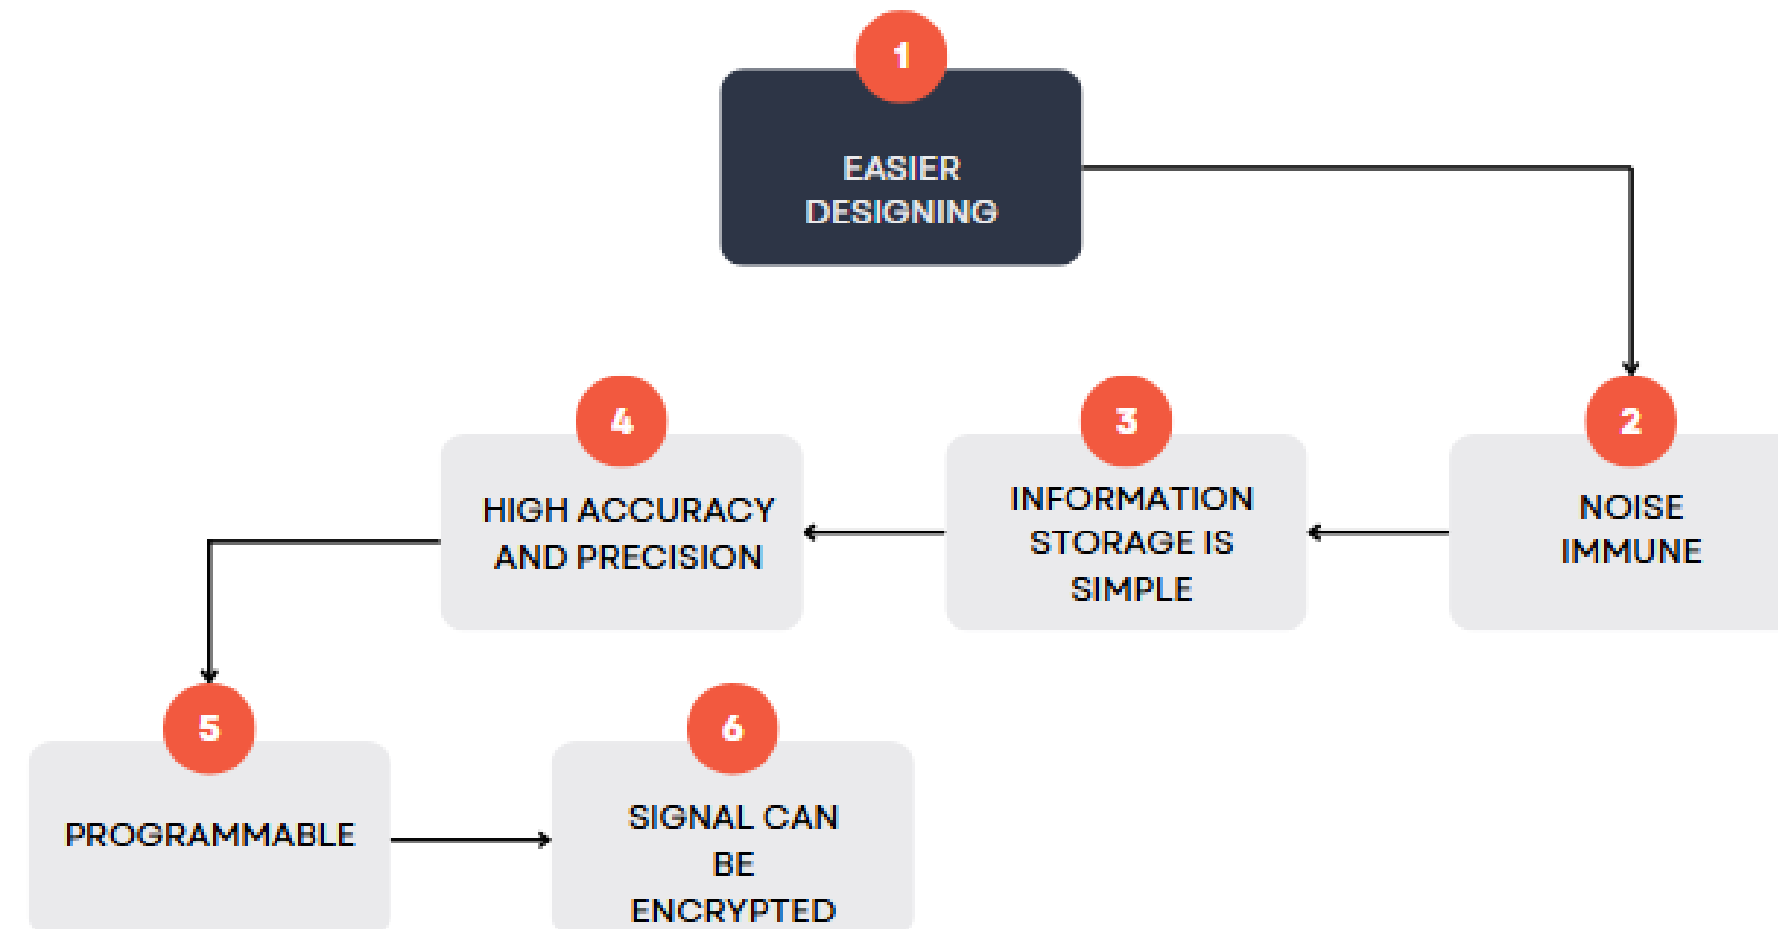 1
EASIER
DESIGNING
2
NOISE
IMMUNE
3
INFORMATION
STORAGE IS
SIMPLE
4
HIGH ACCURACY
AND PRECISION
5
PROGRAMMABLE
6
SIGNAL CAN
BE
ENCRYPTED